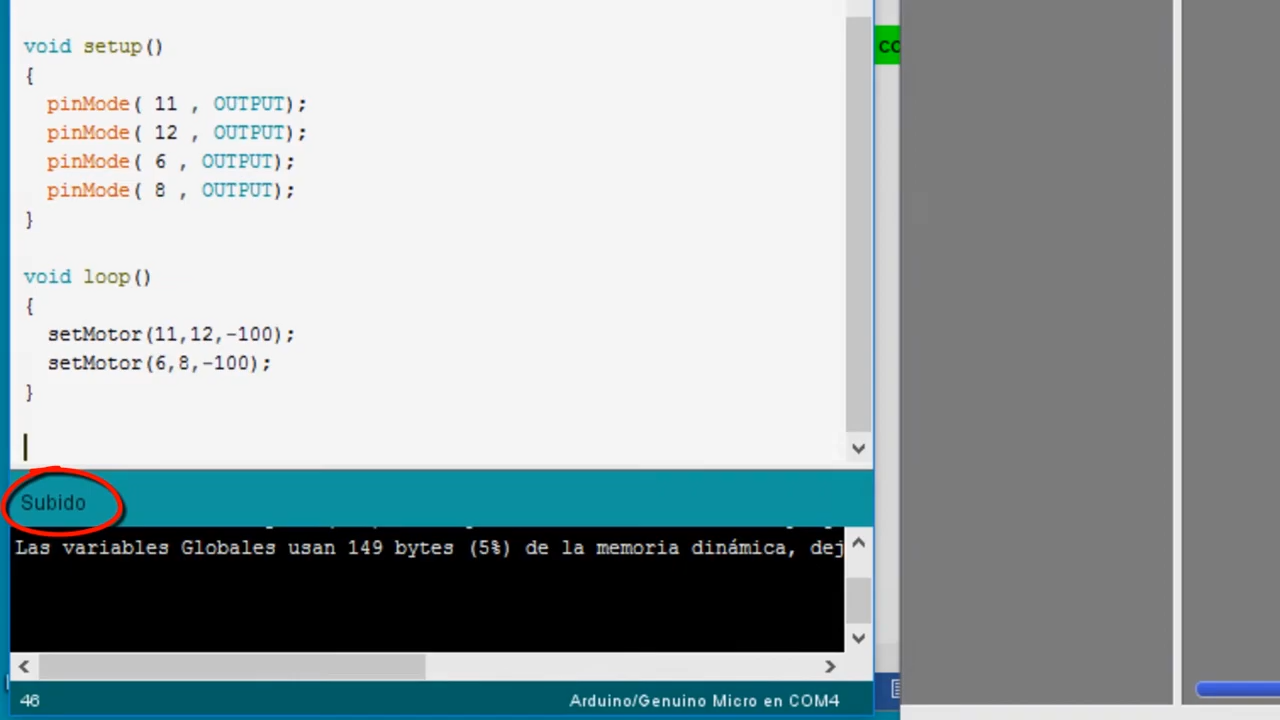 void setup()
{
pinMode( 11 , OUTPUT);
pinMode( 12 , OUTPUT);
pinMode( 6 , OUTPUT);
pinMode( 8 , OUTPUT);
}
void loop()
{
setMotor(11,12,-100);
setMotor(6,8,-100);
}
Subido
Las variables Globales usan 149 bytes (5%) de la memoria dinámica, dej
46
Arduino/Genuino Micro en COM4